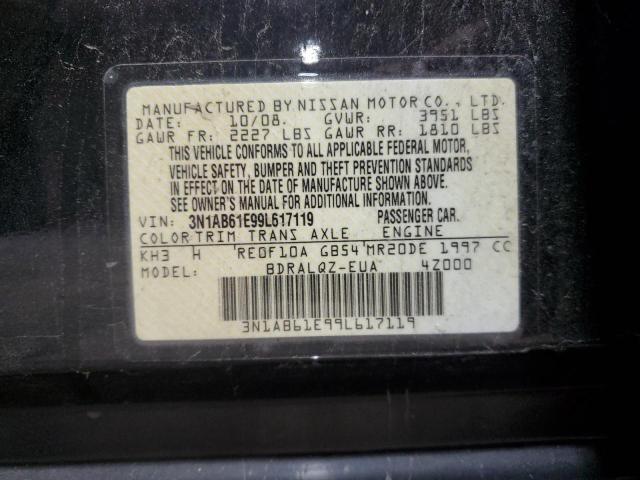 MANUFACTURED BY NISSAN MOTOR CO., LTD.
DATE: 10/08. GVWR: 3951 LBS
GAWR FR: 2227 LBS GAWR RR: 1810 LBS
THIS VEHICLE CONFORMS TO ALL APPLICABLE FEDERAL MOTOR,
VEHICLE SAFETY, BUMPER AND THEFT PREVENTION STANDARDS
IN EFFECT ON THE DATE OF MANUFACTURE SHOWN ABOVE.
SEE OWNER'S MANUAL FOR ADDITIONAL INFORMATION.
VIN: 3N1AB61E99L617119 PASSENGER CAR.
COLOR TRIM TRANS AXLE ENGINE
KH3 H RE0F10A GB54 MR20DE 1997 CC
MODEL: BDRALQZ-EUA 4Z000
3N1AB61E99L617119